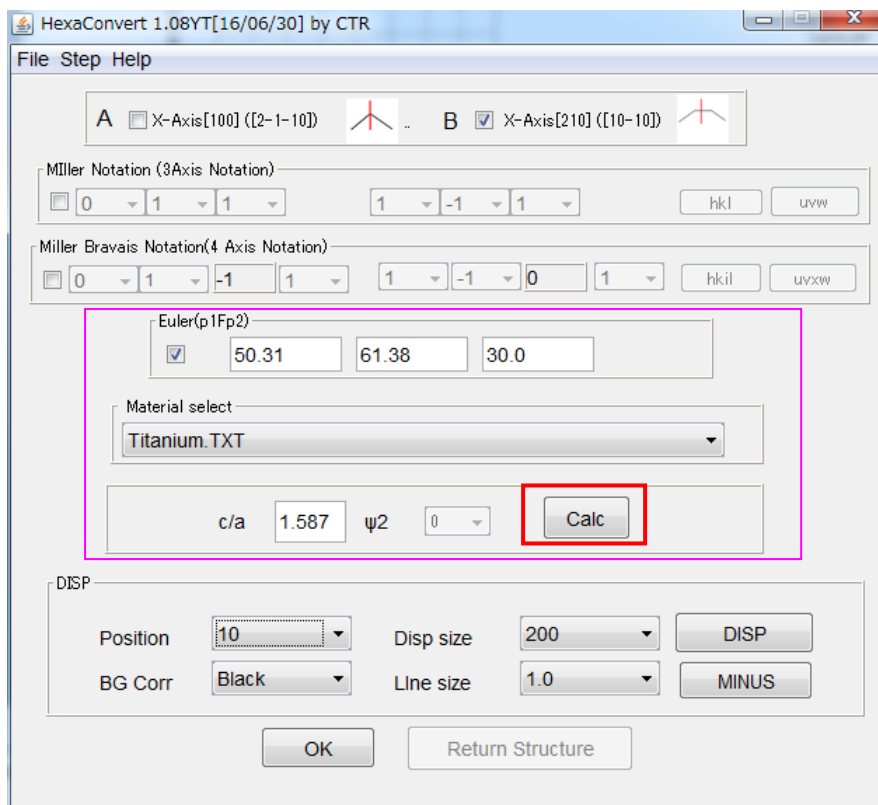 HexaConvert 1.08YT[16/06/30] by CTR
File Step Help
A X-Axis[100] ([2-1-10]) .. B X-Axis[210] ([10-10])
MIller Notation (3Axis Notation)
0 1 1 1 -1 1 hkl uvw
Miller Bravais Notation(4 Axis Notation)
0 1 -1 1 1 -1 0 1 hkil uvxw
Euler(p1Fp2)
50.31 61.38 30.0
Material select
Titanium.TXT
c/a 1.587 ψ2 0 Calc
DISP
Position 10 Disp size 200 DISP
BG Corr Black LIne size 1.0 MINUS
OK Return Structure